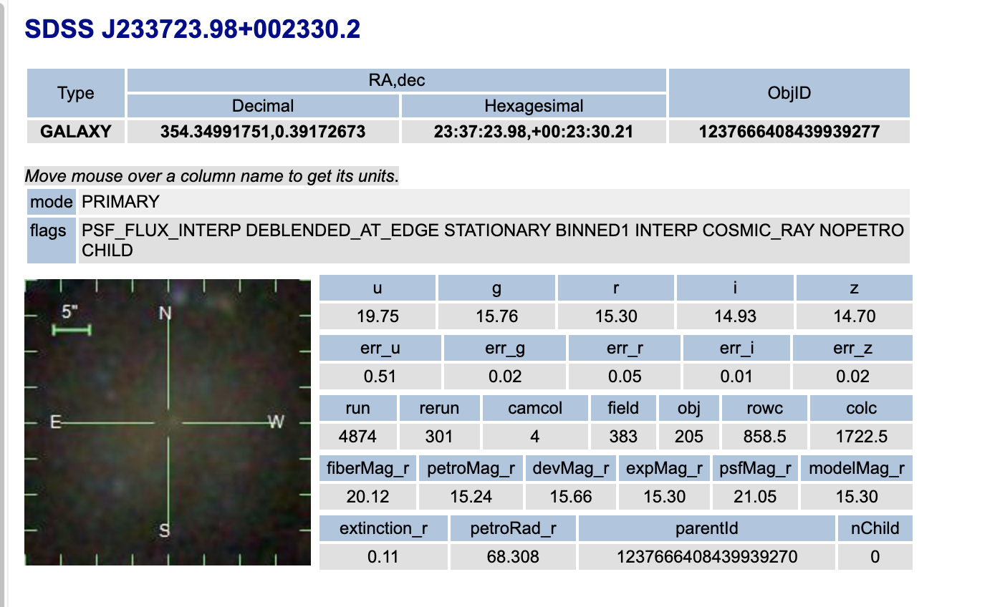 SDSS J233723.98+002330.2
Type RA,dec ObjID
Decimal Hexagesimal
GALAXY 354.34991751,0.39172673 23:37:23.98,+00:23:30.21 1237666408439939277
Move mouse over a column name to get its units.
mode PRIMARY
flags PSF_FLUX_INTERP DEBLENDED_AT_EDGE STATIONARY BINNED1 INTERP COSMIC_RAY NOPETRO
CHILD
5"
N
E
W
S
u g r i z
19.75 15.76 15.30 14.93 14.70
err_u err_g err_r err_i err_z
0.51 0.02 0.05 0.01 0.02
run rerun camcol field obj rowc colc
4874 301 4 383 205 858.5 1722.5
fiberMag_r petroMag_r devMag_r expMag_r psfMag_r modelMag_r
20.12 15.24 15.66 15.30 21.05 15.30
extinction_r petroRad_r parentId nChild
0.11 68.308 1237666408439939270 0